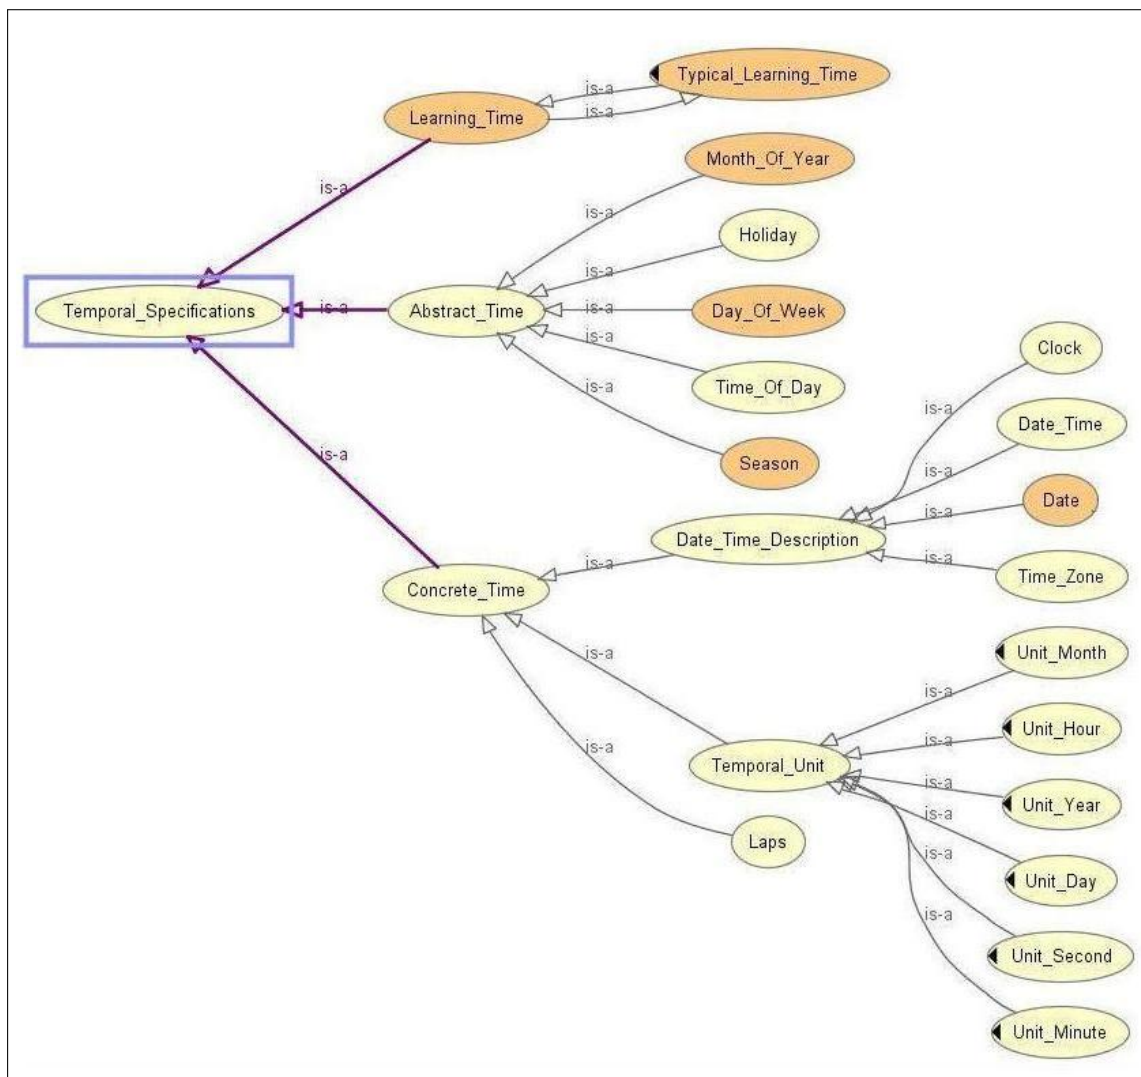 Typical_Learning_Time
is-a
Learning_Time
is-a
Month_Of_Year
is-a
is-a
Holiday
is-a
Temporal_Specifications
is-a
Abstract_Time
is-a
Day_Of_Week
is-a
Time_Of_Day
is-a
Season
is-a
Clock
is-a
Date_Time
is-a
Date
is-a
Date_Time_Description
is-a
Time_Zone
is-a
Concrete_Time
is-a
Unit_Month
is-a
is-a
Unit_Hour
is-a
is-a
Temporal_Unit
is-a
Unit_Year
is-a
Laps
is-a
Unit_Day
is-a
Unit_Second
Unit_Minute